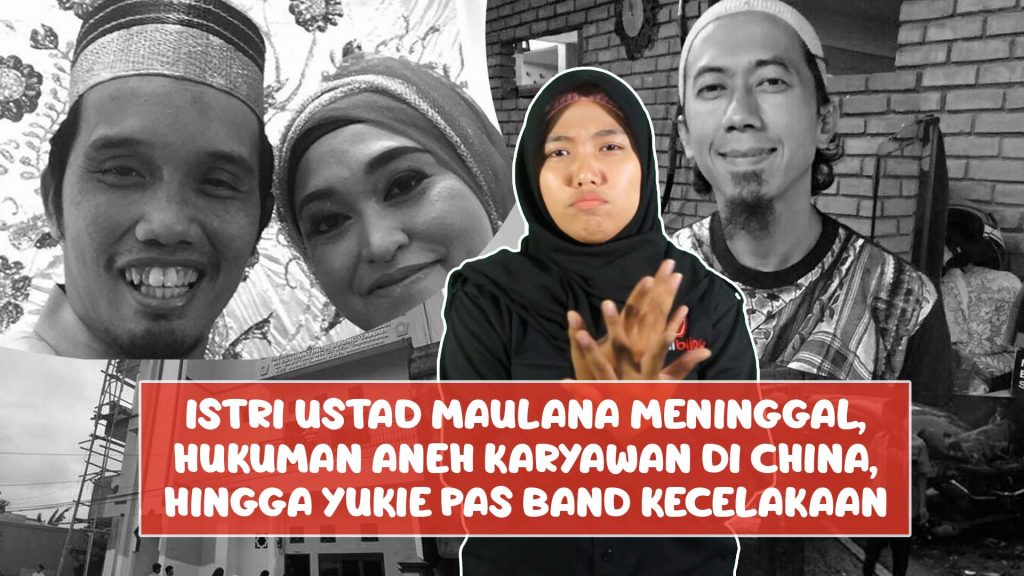 ISTRI USTAD MAULANA MENINGGAL,
HUKUMAN ANEH KARYAWAN DI CHINA,
HINGGA YUKIE PAS BAND KECELAKAAN